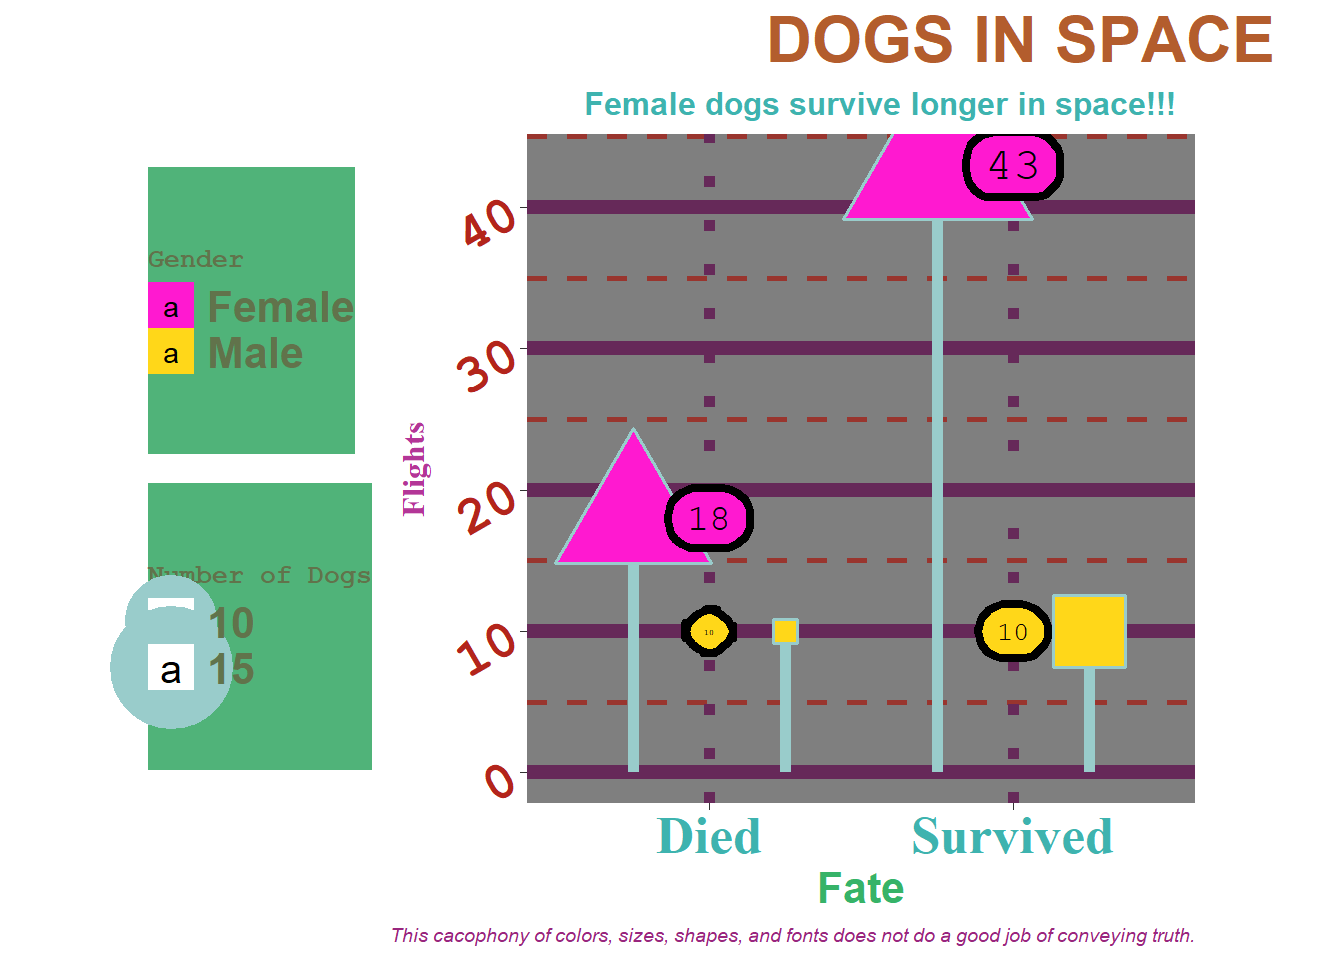 DOGS IN SPACE
Female dogs survive longer in space!!!
Gender
a Female
a Male
Number of Dogs
10
a 15
Flights
40
30
20
10
0
43
18
10
10
Died Survived
Fate
This cacophony of colors, sizes, shapes, and fonts does not do a good job of conveying truth.